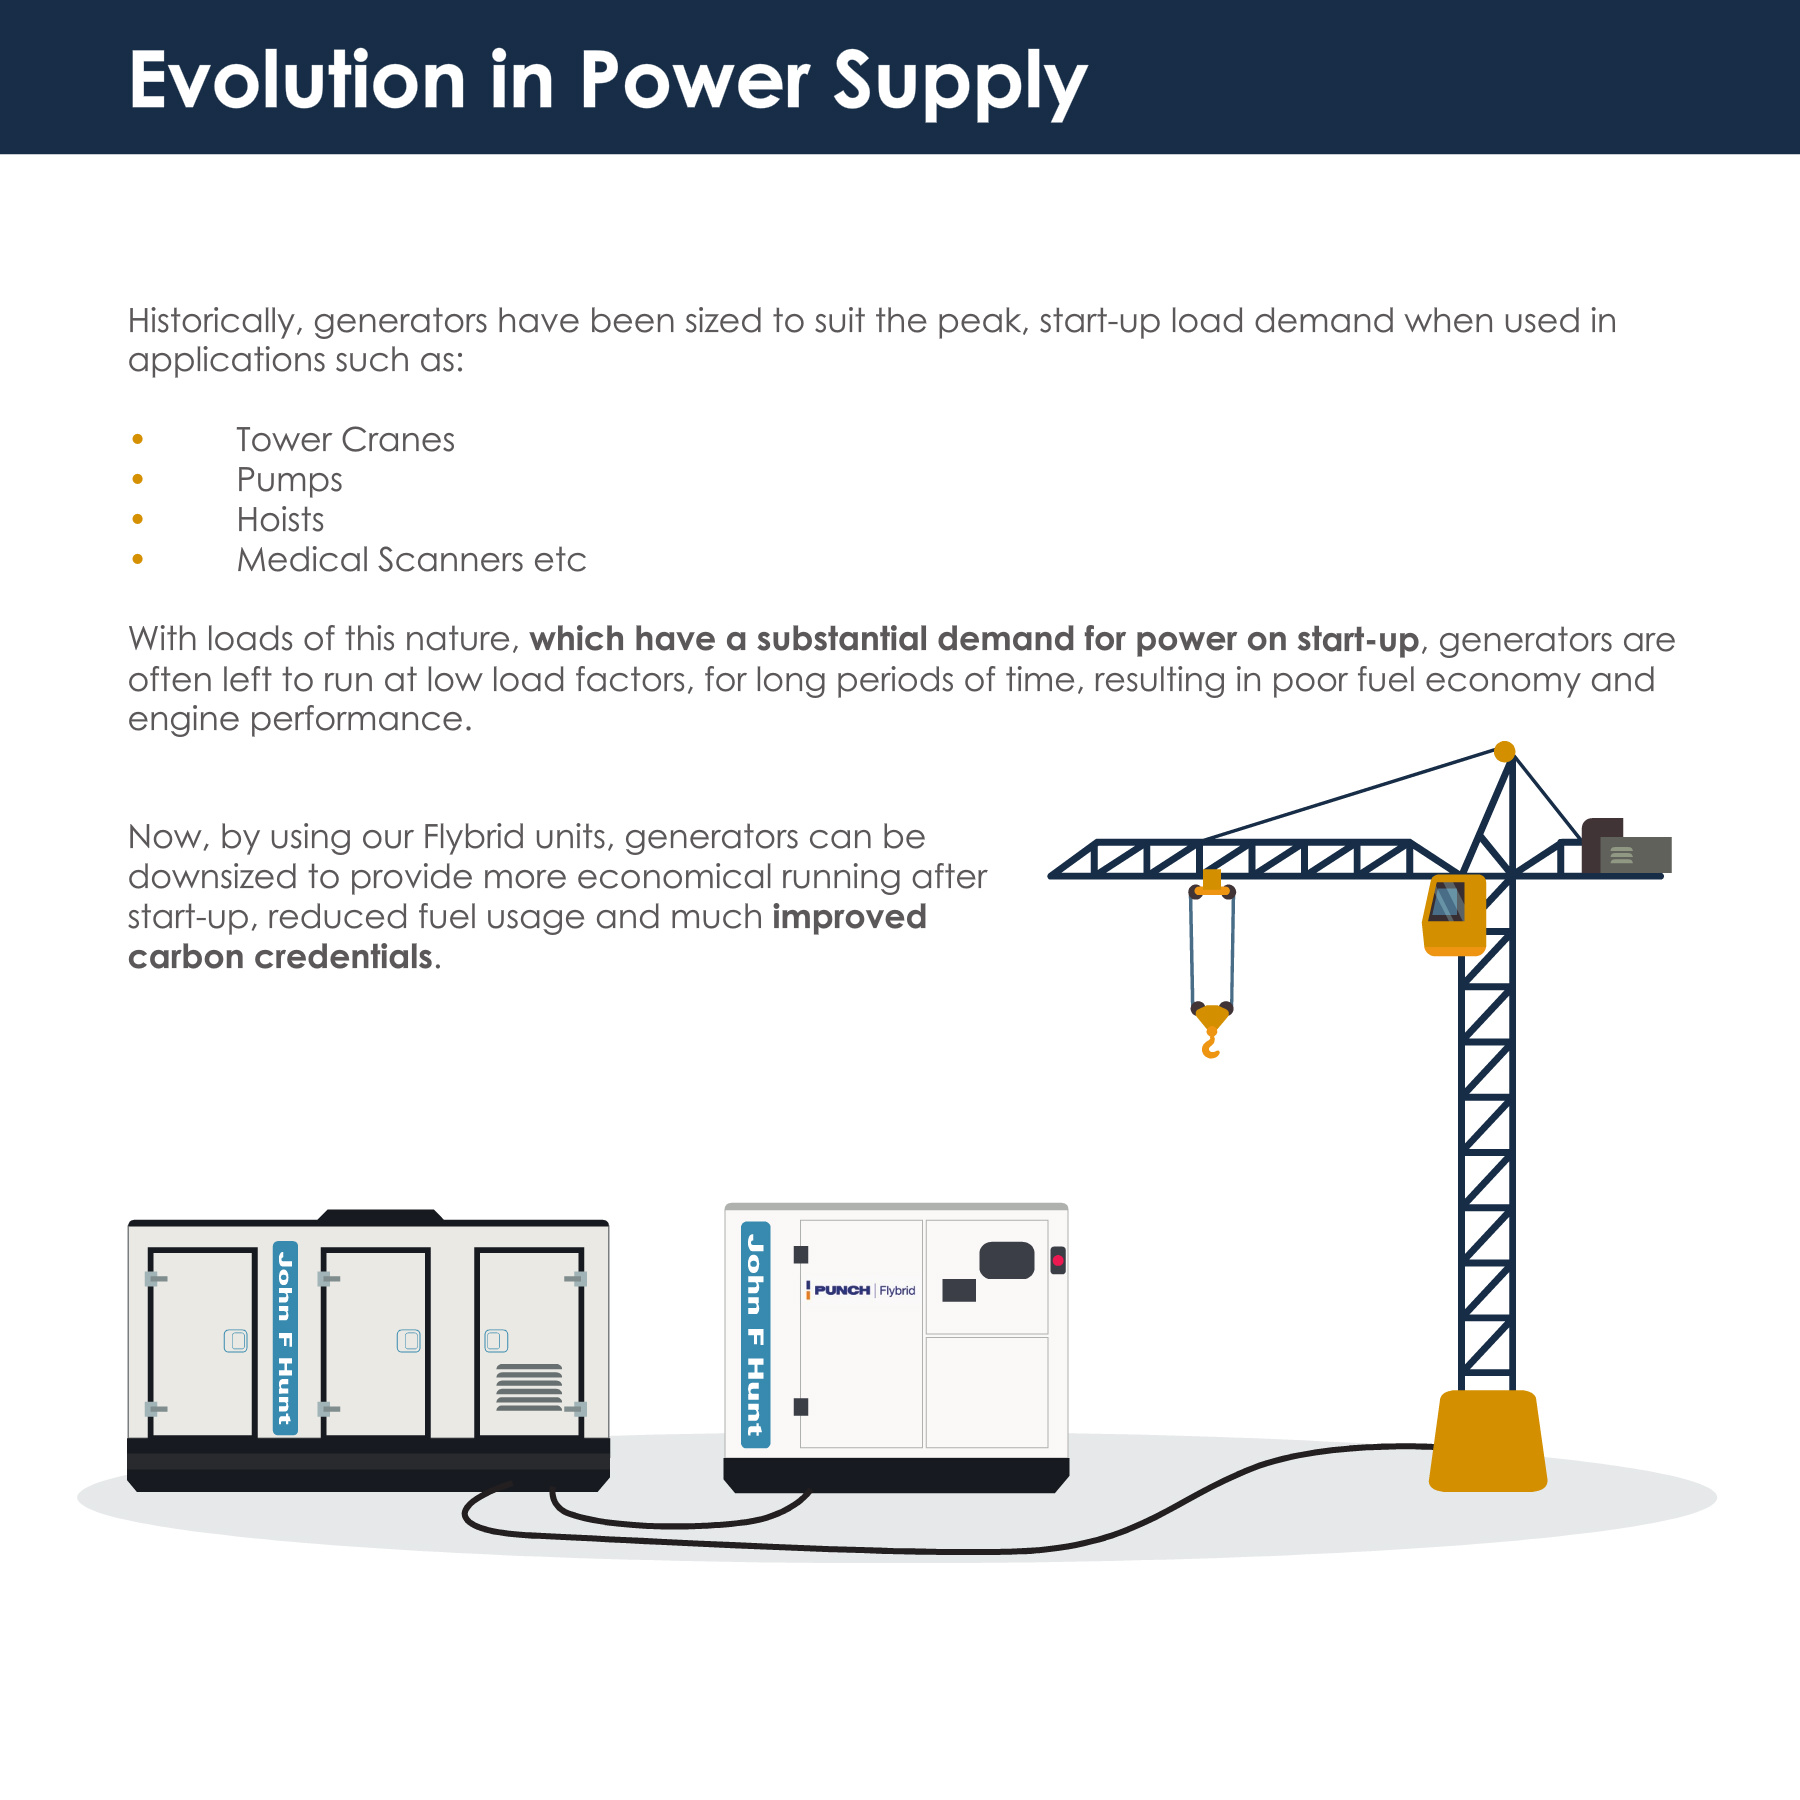 Evolution in Power Supply
Historically, generators have been sized to suit the peak, start-up load demand when used in
applications such as:
• Tower Cranes
• Pumps
• Hoists
• Medical Scanners etc
With loads of this nature, which have a substantial demand for power on start-up, generators are
often left to run at low load factors, for long periods of time, resulting in poor fuel economy and
engine performance.
Now, by using our Flybrid units, generators can be
downsized to provide more economical running after
start-up, reduced fuel usage and much improved
carbon credentials.
John F Hunt
John F Hunt
PUNCH | Flybrid